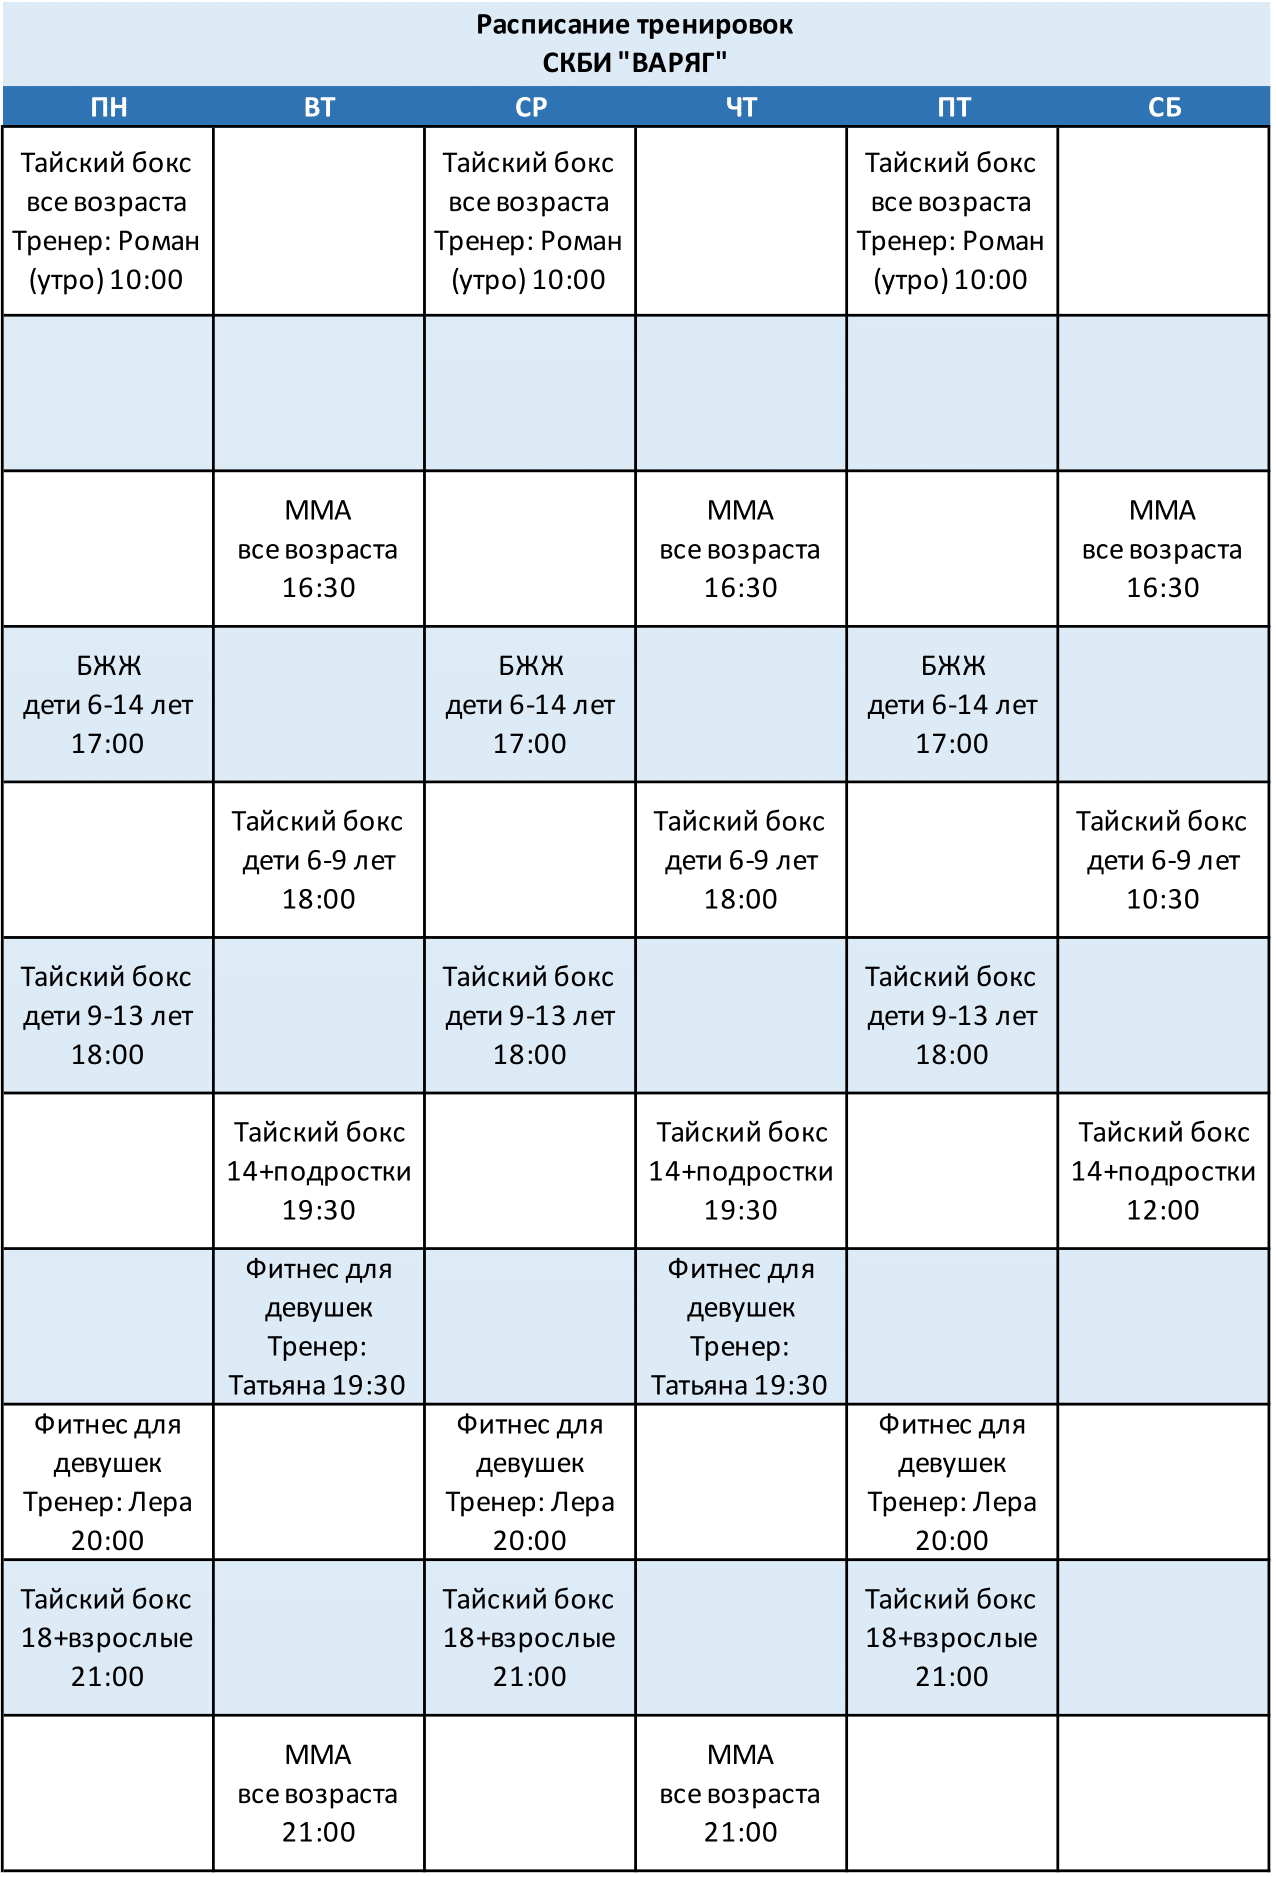 Расписание тренировок
СКБИ "ВАРЯГ"
ПН ВТ СР ЧТ ПТ СБ
Тайский бокс
все возраста
Тренер: Роман
(утро) 10:00
Тайский бокс
все возраста
Тренер: Роман
(утро) 10:00
Тайский бокс
все возраста
Тренер: Роман
(утро) 10:00
ММА
все возраста
16:30
ММА
все возраста
16:30
ММА
все возраста
16:30
БЖЖ
дети 6-14 лет
17:00
БЖЖ
дети 6-14 лет
17:00
БЖЖ
дети 6-14 лет
17:00
Тайский бокс
дети 6-9 лет
18:00
Тайский бокс
дети 6-9 лет
18:00
Тайский бокс
дети 6-9 лет
10:30
Тайский бокс
дети 9-13 лет
18:00
Тайский бокс
дети 9-13 лет
18:00
Тайский бокс
дети 9-13 лет
18:00
Тайский бокс
14+подростки
19:30
Тайский бокс
14+подростки
19:30
Тайский бокс
14+подростки
12:00
Фитнес для
девушек
Тренер:
Татьяна 19:30
Фитнес для
девушек
Тренер:
Татьяна 19:30
Фитнес для
девушек
Тренер: Лера
20:00
Фитнес для
девушек
Тренер: Лера
20:00
Фитнес для
девушек
Тренер: Лера
20:00
Тайский бокс
18+взрослые
21:00
Тайский бокс
18+взрослые
21:00
Тайский бокс
18+взрослые
21:00
ММА
все возраста
21:00
ММА
все возраста
21:00